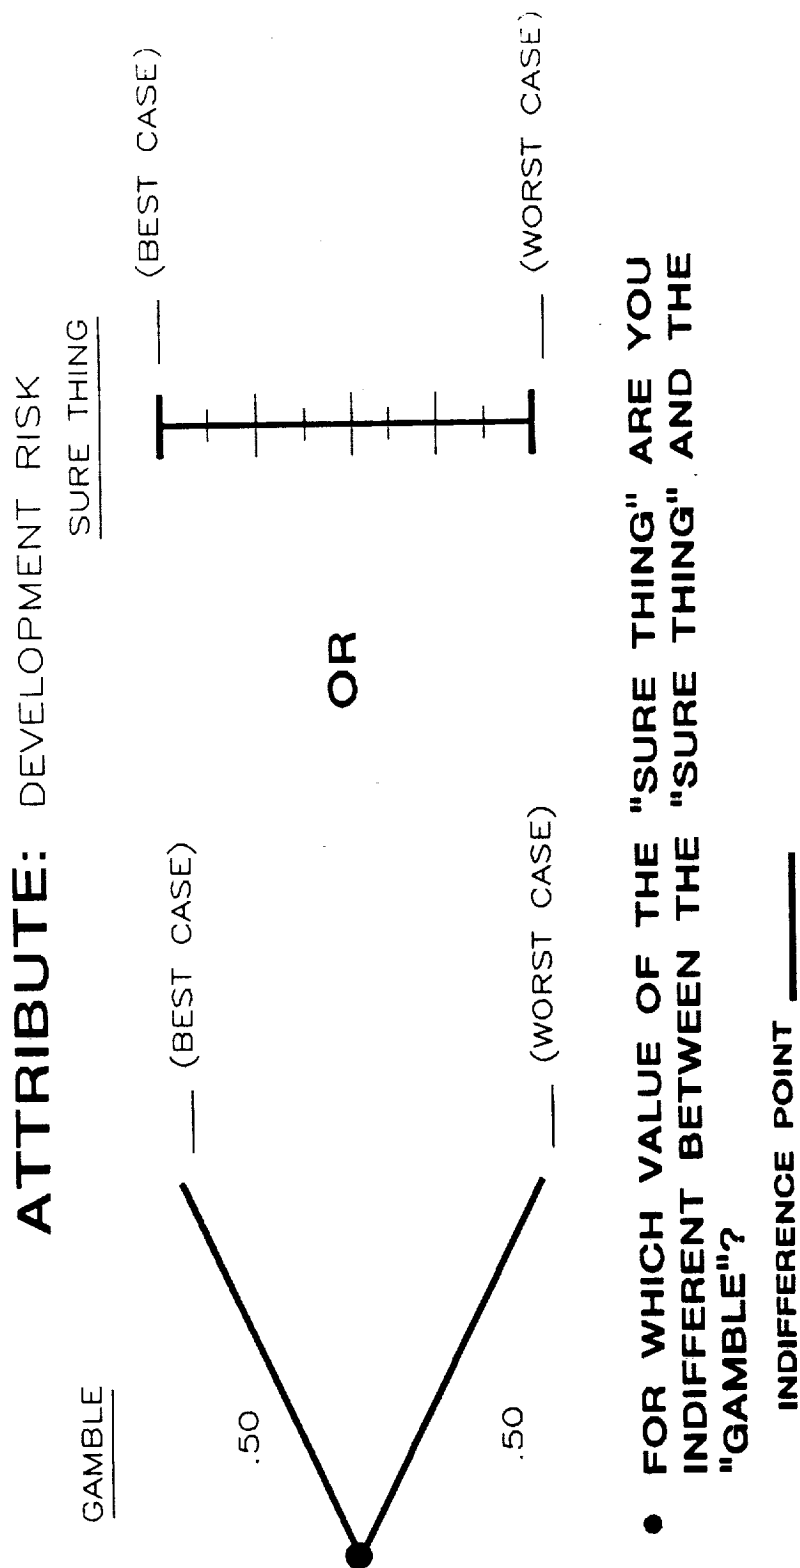 ATTRIBUTE: DEVELOPMENT RISK
GAMBLE
SURE THING
.50
(BEST CASE)
(BEST CASE)
OR
.50
(WORST CASE)
(WORST CASE)
● FOR WHICH VALUE OF THE "SURE THING" ARE YOU
INDIFFERENT BETWEEN THE "SURE THING" AND THE
"GAMBLE"?
INDIFFERENCE POINT